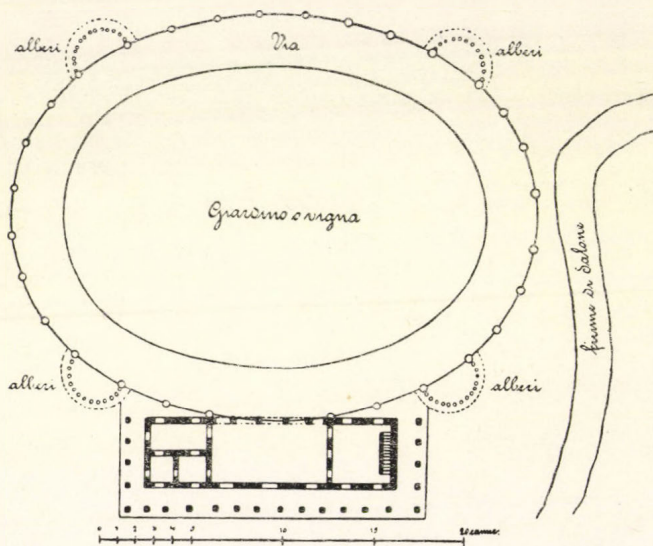 alberi
Via
alberi
Giardino o vigna
fiume di Salone
alberi
alberi
0 1 2 3 4 5 10 15 20 canne.